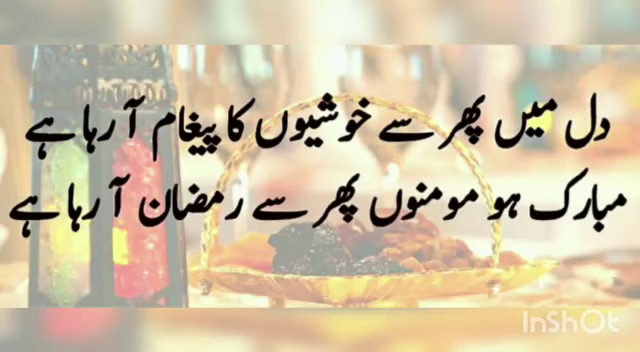 دل میں پھر سے خوشیوں کا پیغام آ رہا ہے
مبارک ہو مومنوں پھر سے رمضان آ رہا ہے
InShOt